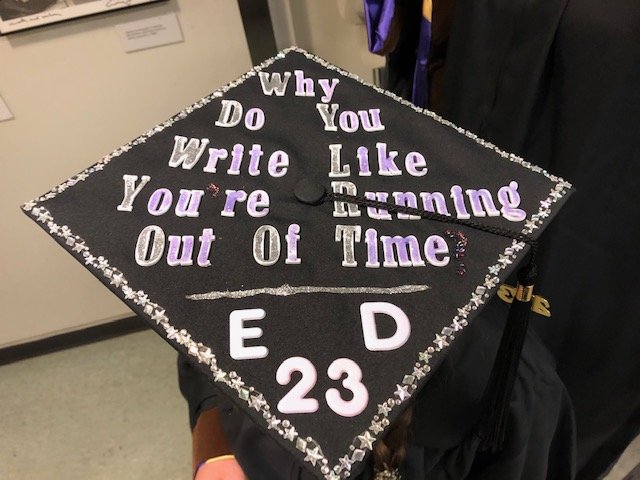 Why
Do You
Write Like
You're Running
Out Of Time?
E D
23